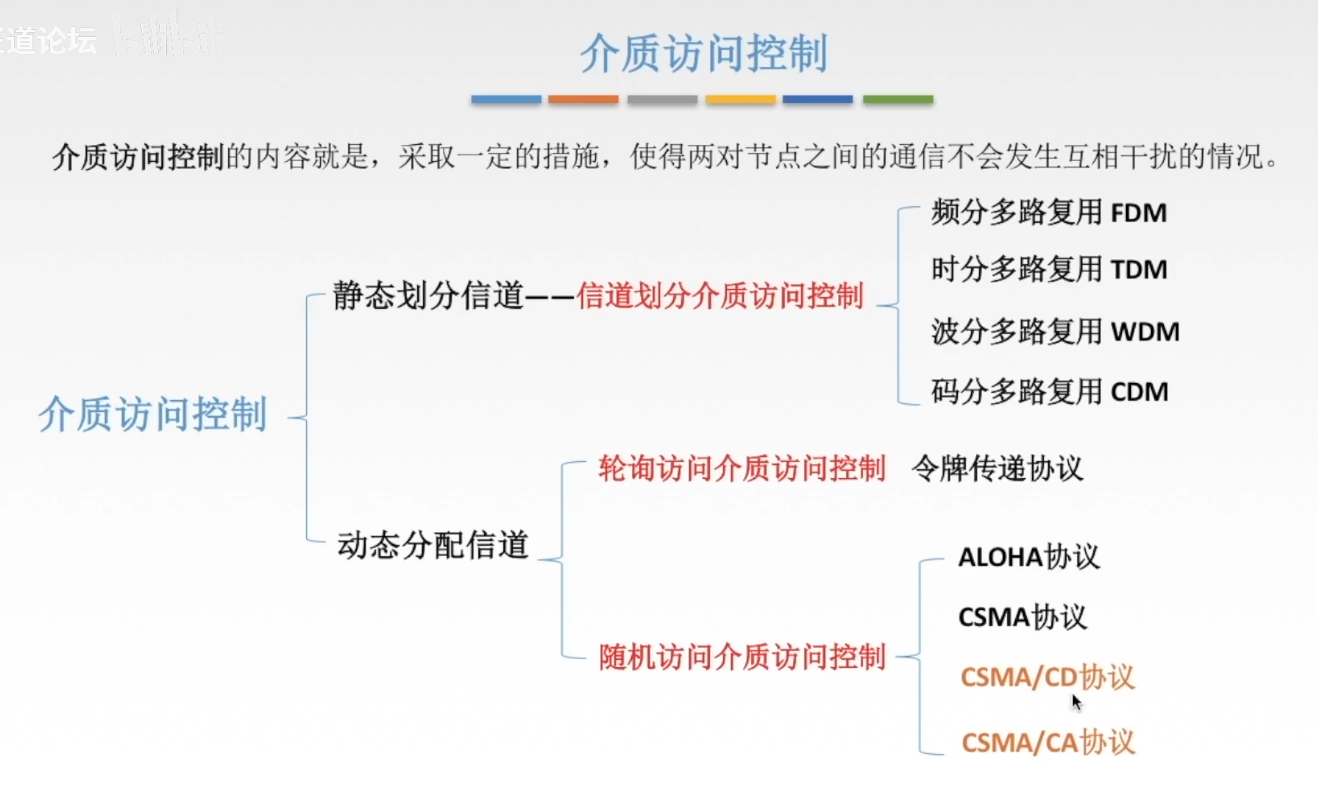 道论坛
介质访问控制
介质访问控制的内容就是，采取一定的措施，使得两对节点之间的通信不会发生互相干扰的情况。
频分多路复用 FDM
时分多路复用 TDM
静态划分信道——信道划分介质访问控制
波分多路复用 WDM
码分多路复用 CDM
介质访问控制
轮询访问介质访问控制 令牌传递协议
动态分配信道
ALOHA协议
CSMA协议
随机访问介质访问控制
CSMA/CD协议
CSMA/CA协议